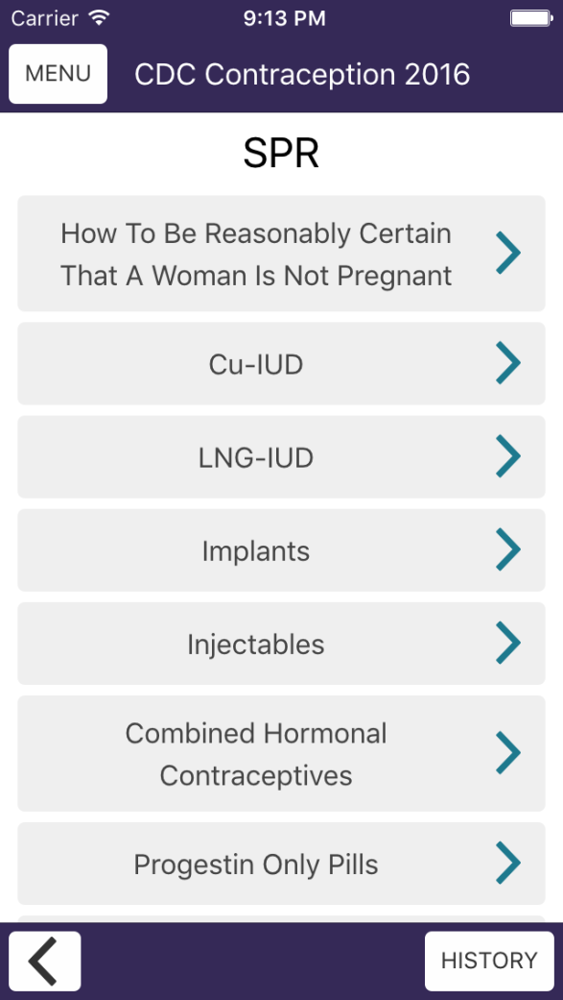 Carrier
9:13 PM
MENU
CDC Contraception 2016
SPR
How To Be Reasonably Certain
That A Woman Is Not Pregnant
Cu-IUD
LNG-IUD
Implants
Injectables
Combined Hormonal
Contraceptives
Progestin Only Pills
HISTORY